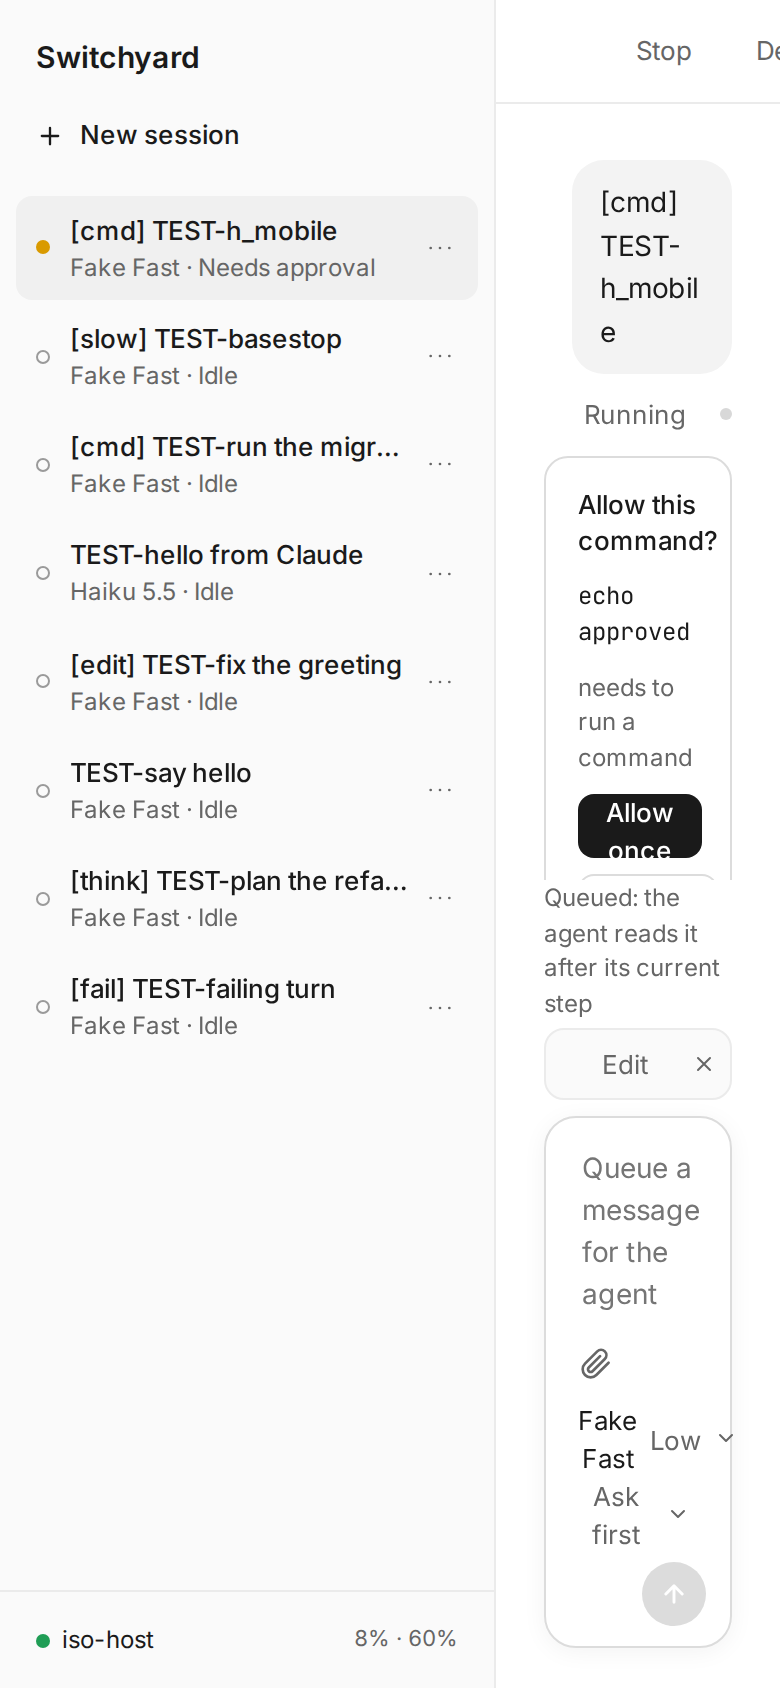 Switchyard
New session
[cmd] TEST-h_mobile
Fake Fast · Needs approval
[slow] TEST-basestop
Fake Fast · Idle
[cmd] TEST-run the migr...
Fake Fast · Idle
TEST-hello from Claude
Haiku 5.5 · Idle
[edit] TEST-fix the greeting
Fake Fast · Idle
TEST-say hello
Fake Fast · Idle
[think] TEST-plan the refa...
Fake Fast · Idle
[fail] TEST-failing turn
Fake Fast · Idle
iso-host 8% · 60%
Stop De
[cmd]
TEST-
h_mobil
e
Running
Allow this
command?
echo
approved
needs to
run a
command
Allow
once
Queued: the
agent reads it
after its current
step
Edit
Queue a
message
for the
agent
Fake
Fast
Low
Ask
first